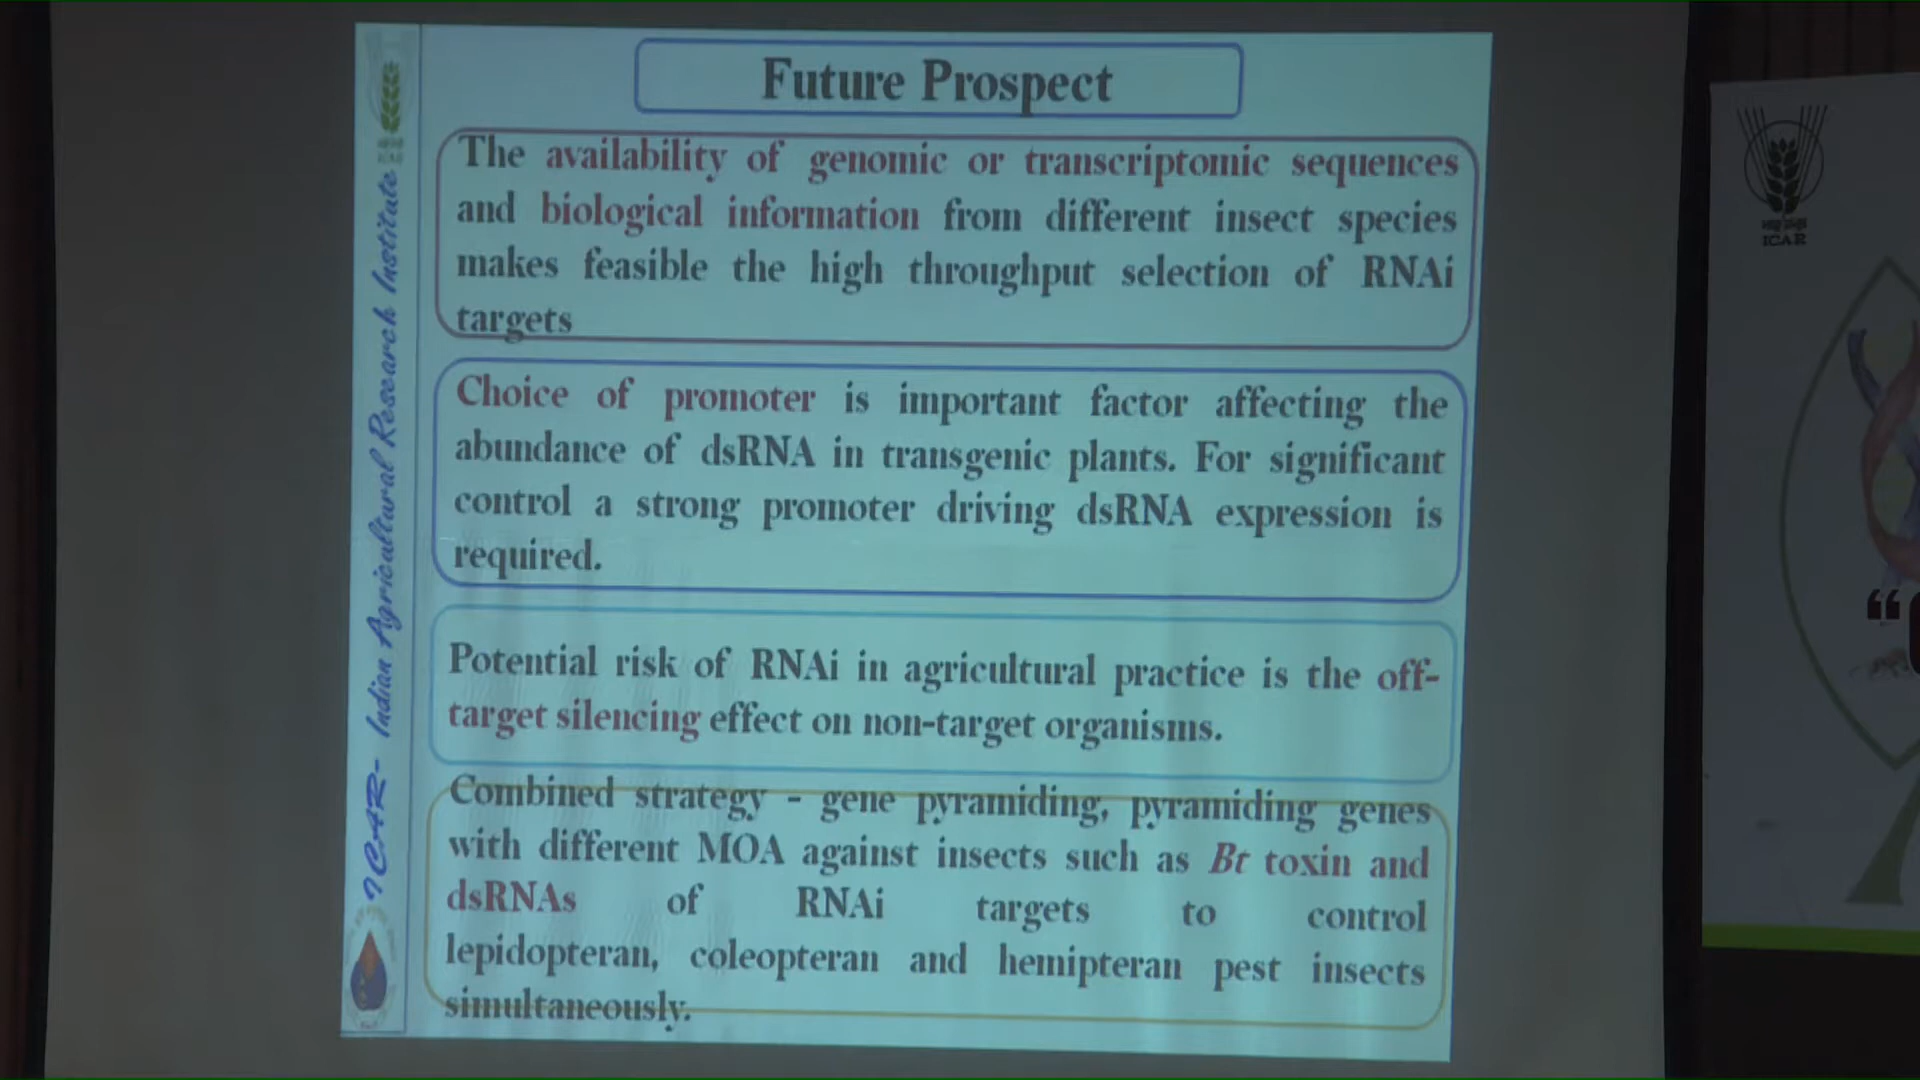 Future Prospect
The availability of genomic or transcriptomic sequences
and biological information from different insect species
makes feasible the high throughput selection of RNAi
targets
Choice of promoter is important factor affecting the
abundance of dsRNA in transgenic plants. For significant
control a strong promoter driving dsRNA expression is
required.
Potential risk of RNAi in agricultural practice is the off-
target silencing effect on non-target organisms.
Combined strategy - gene pyramiding, pyramiding genes
with different MOA against insects such as Bt toxin and
dsRNAs of RNAi targets to control
lepidopteran, coleopteran and hemipteran pest insects
simultaneously.
ICAR- Indian Agricultural Research Institute
ICAR
ICAR
“